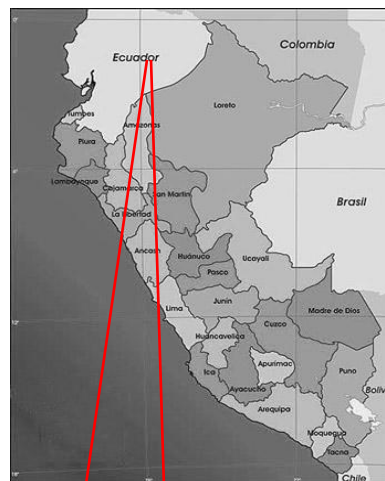 Ecuador
Colombia
Tumbes
Amazonas
Loreto
Piura
Lambayeque
Cajamarca
San Martin
La libertad
Brasil
Ancash
Huánuco
Ucayali
Pasco
Lima
Junín
Madre de Dios
Huancavelica
Cuzco
Ica
Apurimac
Ayacucho
Puno
Arequipa
Moquegua
Tacna
Chile